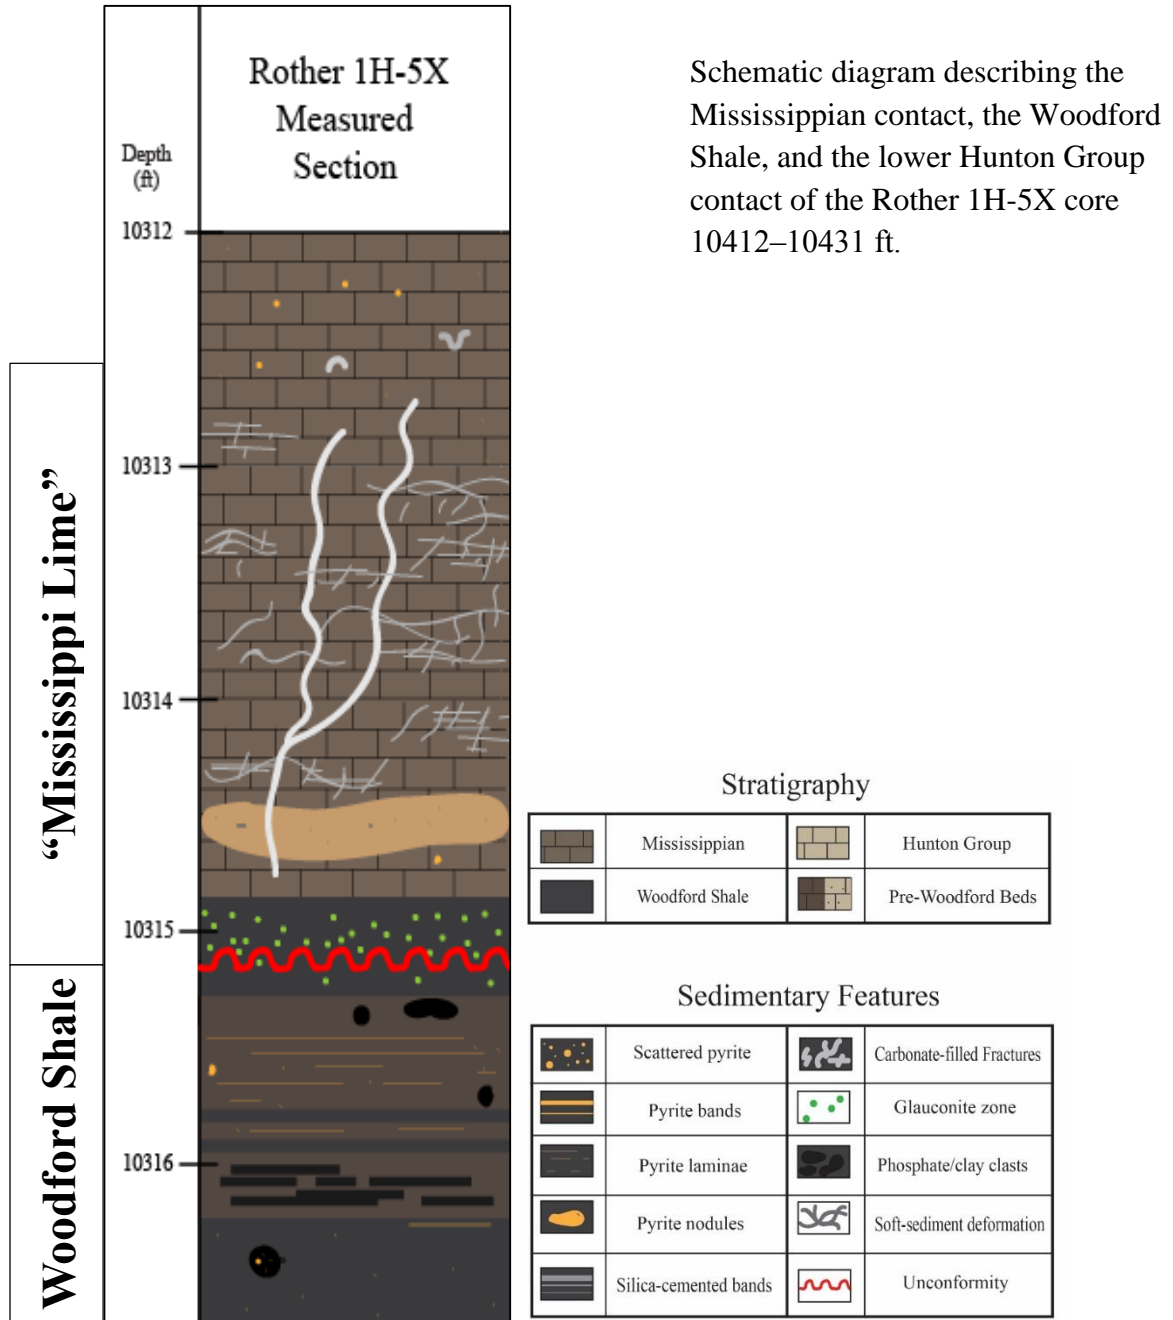 Rother 1H-5X
Measured
Section
Depth
(ft)
10312
10313
10314
10315
10316
“Mississippi Lime”
Woodford Shale
Schematic diagram describing the
Mississippian contact, the Woodford
Shale, and the lower Hunton Group
contact of the Rother 1H-5X core
10412–10431 ft.
Stratigraphy
Mississippian
Hunton Group
Woodford Shale
Pre-Woodford Beds
Sedimentary Features
Scattered pyrite
Carbonate-filled Fractures
Pyrite bands
Glauconite zone
Pyrite laminae
Phosphate/clay clasts
Pyrite nodules
Soft-sediment deformation
Silica-cemented bands
Unconformity